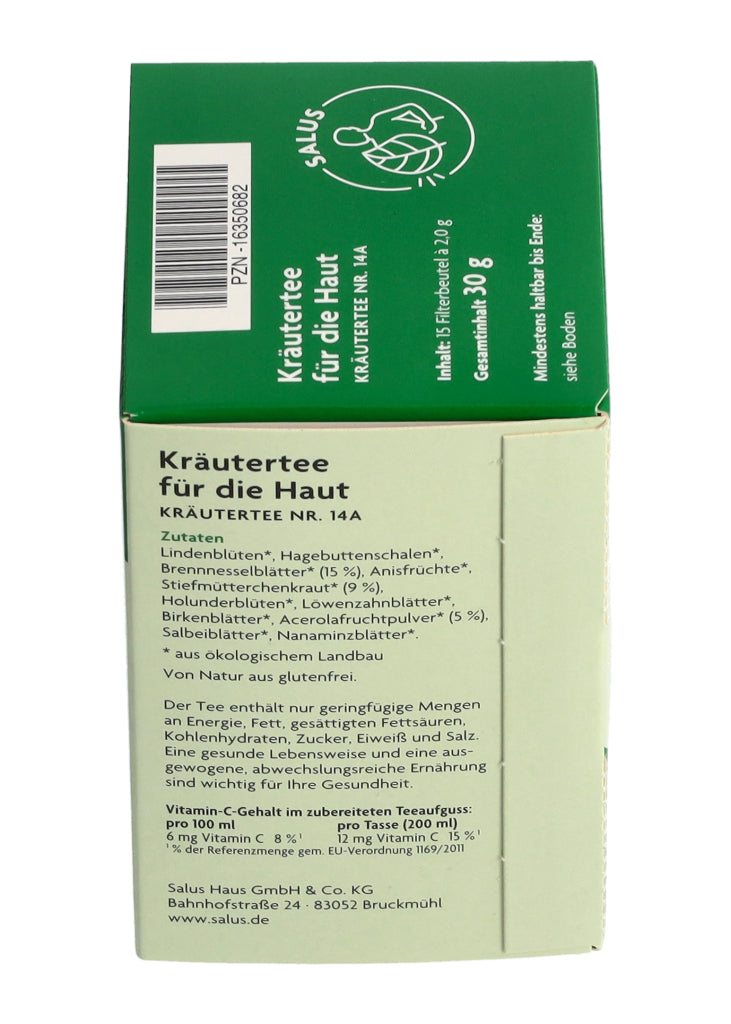 SALUS
PZN -16350682
Kräutertee
für die Haut
KRÄUTERTEE NR. 14A
Inhalt: 15 Filterbeutel à 2,0 g
Gesamtinhalt 30 g
Mindestens haltbar bis Ende:
siehe Boden
Kräutertee
für die Haut
KRÄUTERTEE NR. 14A
Zutaten
Lindenblüten*, Hagebuttenschalen*,
Brennnesselblätter* (15 %), Anisfrüchte*,
Stiefmütterchenkraut* (9 %),
Holunderblüten*, Löwenzahnblätter*,
Birkenblätter*, Acerolafruchtpulver* (5 %),
Salbeiblätter*, Nanaminzblätter*.
* aus ökologischem Landbau
Von Natur aus glutenfrei.
Der Tee enthält nur geringfügige Mengen
an Energie, Fett, gesättigten Fettsäuren,
Kohlenhydraten, Zucker, Eiweiß und Salz.
Eine gesunde Lebensweise und eine aus-
gewogene, abwechslungsreiche Ernährung
sind wichtig für Ihre Gesundheit.
Vitamin-C-Gehalt im zubereiteten Teeaufguss:
pro 100 ml pro Tasse (200 ml)
6 mg Vitamin C 8 %¹ 12 mg Vitamin C 15 %¹
¹ % der Referenzmenge gem. EU-Verordnung 1169/2011
Salus Haus GmbH & Co. KG
Bahnhofstraße 24 · 83052 Bruckmühl
www.salus.de